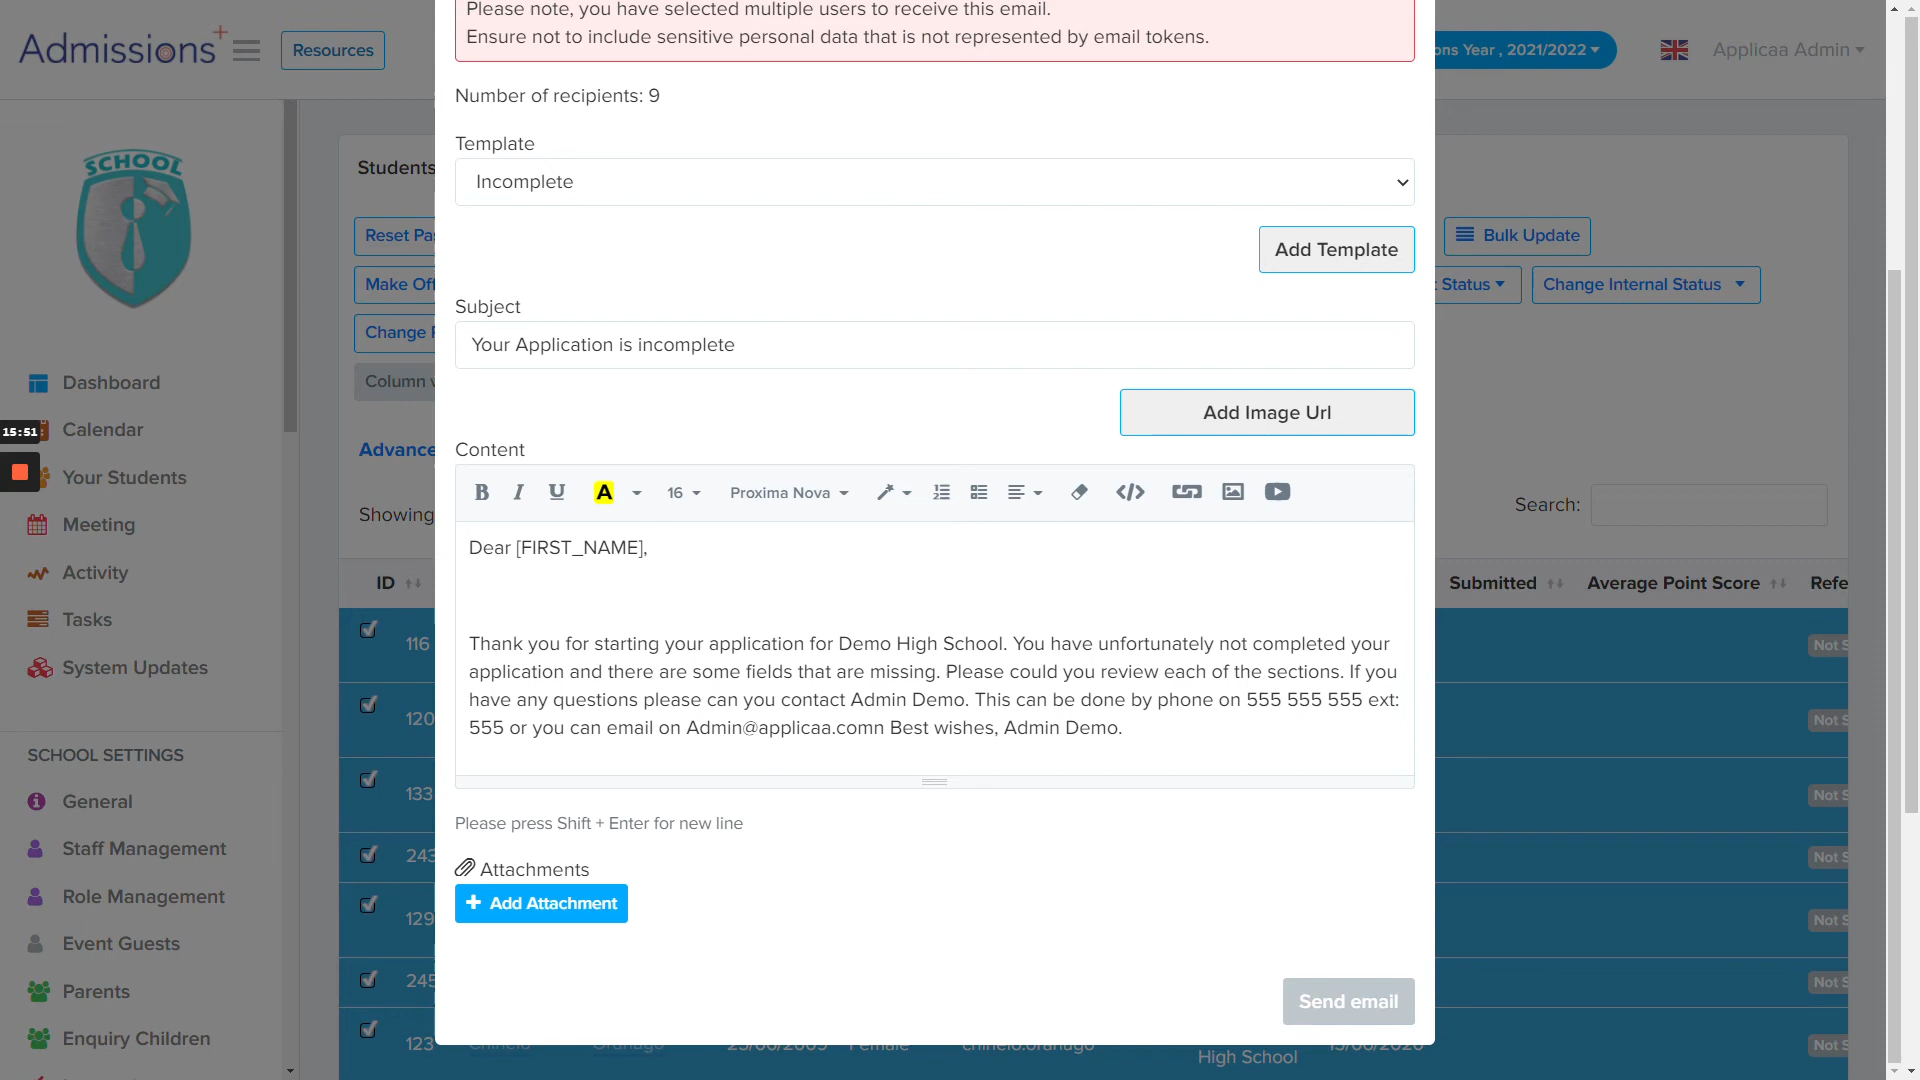 Please note, you have selected multiple users to receive this email.
Ensure not to include sensitive personal data that is not represented by email tokens.
Admissions+
Resources
ons Year , 2021/2022
Applicaa Admin
Number of recipients: 9
Template
Incomplete
Add Template
Subject
Your Application is incomplete
Add Image Url
Content
16
Proxima Nova
Dear [FIRST_NAME],
Thank you for starting your application for Demo High School. You have unfortunately not completed your
application and there are some fields that are missing. Please could you review each of the sections. If you
have any questions please can you contact Admin Demo. This can be done by phone on 555 555 555 ext:
555 or you can email on Admin@applicaa.comn Best wishes, Admin Demo.
Please press Shift + Enter for new line
Attachments
Add Attachment
Send email
SCHOOL
Dashboard
15:51
Calendar
Your Students
Meeting
Activity
Tasks
System Updates
SCHOOL SETTINGS
General
Staff Management
Role Management
Event Guests
Parents
Enquiry Children
Students
Reset Pa
Make Off
Change
Column
Advance
Showing
Bulk Update
Status
Change Internal Status
Search:
ID
Submitted
Average Point Score
Refe
116
Not S
120
Not S
133
Not S
243
Not S
129
Not S
245
Not S
123
Female
High School
Not S